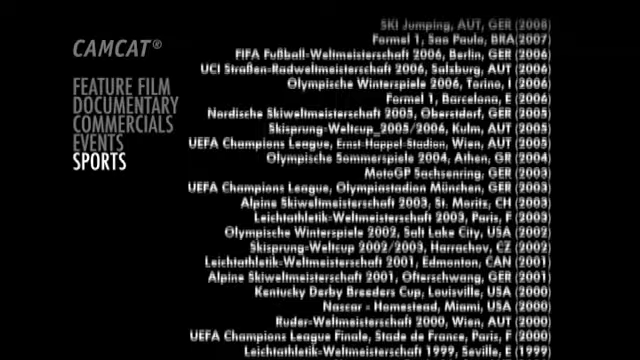 CAMCAT®
FEATURE FILM
DOCUMENTARY
COMMERCIALS
EVENTS
SPORTS
SKI Jumping, AUT, GER (2008)
Formel 1, Sao Paulo, BRA(2007)
FIFA Fußball-Weltmeisterschaft 2006, Berlin, GER (2006)
UCI Straßen-Radweltmeisterschaft 2006, Salzburg, AUT (2006)
Olympische Winterspiele 2006, Torino, I (2006)
Formel 1, Barcelona, E (2006)
Nordische Skiweltmeisterschaft 2005, Oberstdorf, GER (2005)
Skisprung-Weltcup_2005/2006, Kulm, AUT (2005)
UEFA Champions League, Ernst-Happel-Stadion, Wien, AUT (2005)
Olympische Sommerspiele 2004, Athen, GR (2004)
MotoGP Sachsenring, GER (2003)
UEFA Champions League, Olympiastadion München, GER (2003)
Alpine Skiweltmeisterschaft 2003, St. Moritz, CH (2003)
Leichtathletik-Weltmeisterschaft 2003, Paris, F (2003)
Olympische Winterspiele 2002, Salt Lake City, USA (2002)
Skisprung-Weltcup 2002/2003, Harrachov, CZ (2002)
Leichtathletik-Weltmeisterschaft 2001, Edmonton, CAN (2001)
Alpine Skiweltmeisterschaft 2001, Ofterschwang, GER (2001)
Kentucky Derby Breeders Cup, Louisville, USA (2000)
Nascar - Homestead, Miami, USA (2000)
Ruder-Weltmeisterschaft 2000, Wien, AUT (2000)
UEFA Champions League Finale, Stade de France, Paris, F (2000)
Leichtathletik-Weltmeisterschaft 1999, Seville, E (1999)